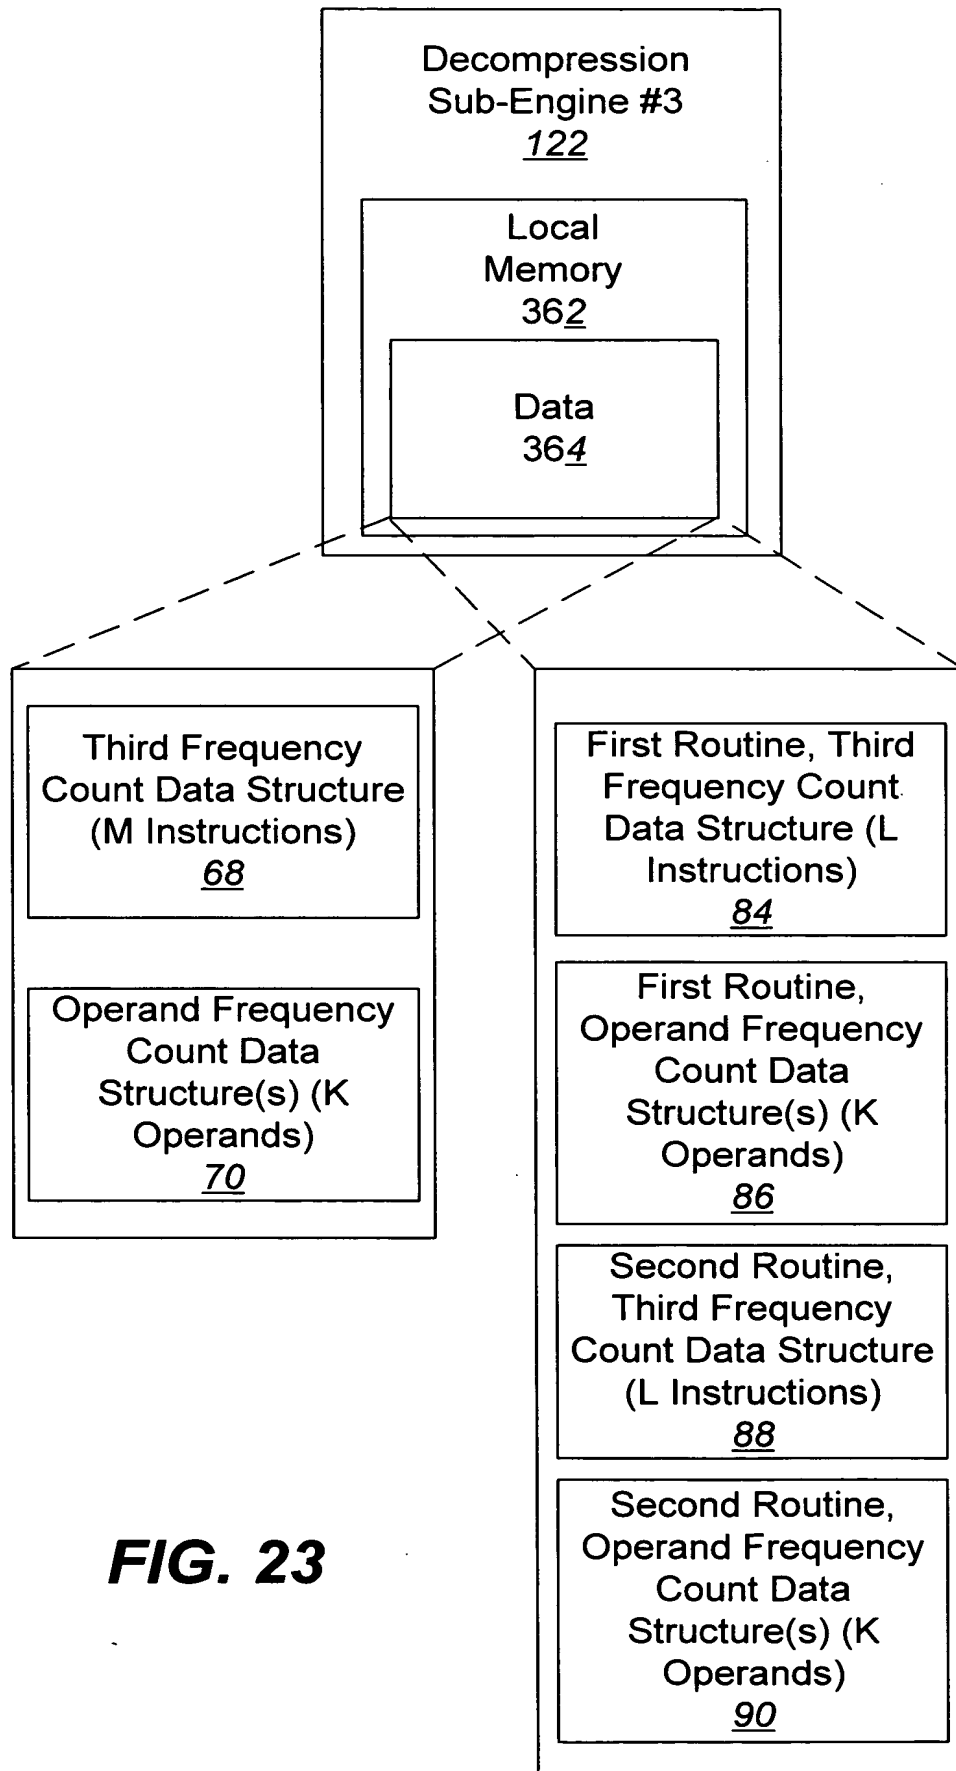 Decompression
Sub-Engine #3
122
Local
Memory
362
Data
364
Third Frequency
Count Data Structure
(M Instructions)
68
Operand Frequency
Count Data
Structure(s) (K
Operands)
70
First Routine, Third
Frequency Count
Data Structure (L
Instructions)
84
First Routine,
Operand Frequency
Count Data
Structure(s) (K
Operands)
86
Second Routine,
Third Frequency
Count Data Structure
(L Instructions)
88
Second Routine,
Operand Frequency
Count Data
Structure(s) (K
Operands)
90
FIG. 23